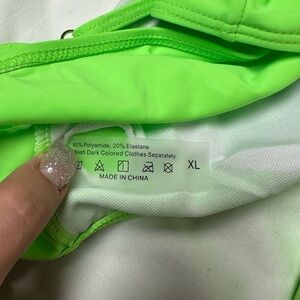 80% Polyamide, 20% Elastane
Wash Dark Colored Clothes Separately.
XL
MADE IN CHINA